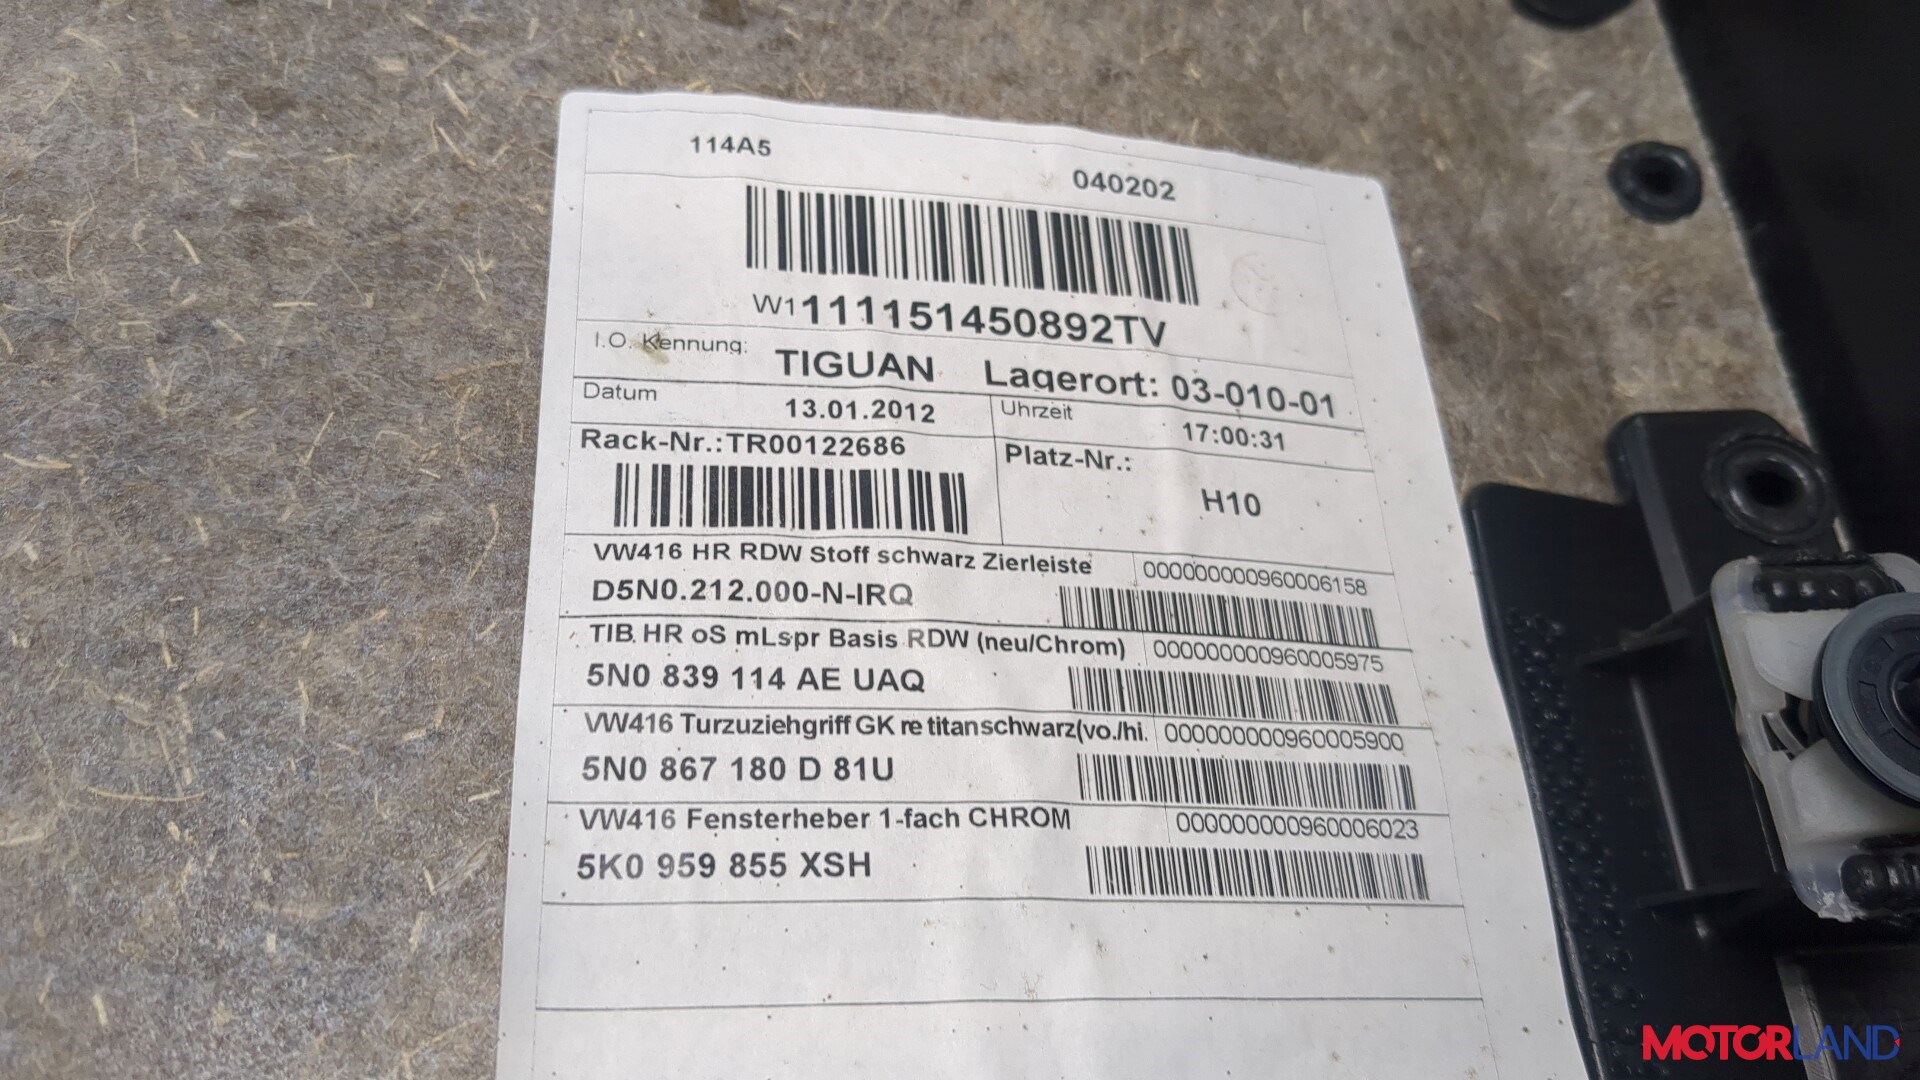 114A5 040202
W1111151450892TV
I.O. Kennung: TIGUAN Lagerort: 03-010-01
Datum 13.01.2012 Uhrzeit 17:00:31
Rack-Nr.:TR00122686 Platz-Nr.:
H10
VW416 HR RDW Stoff schwarz Zierleiste 000000000960006158
D5N0.212.000-N-IRQ
TIB HR oS mLspr Basis RDW (neu/Chrom) 000000000960005975
5N0 839 114 AE UAQ
VW416 Turzuziehgriff GK re titanschwarz(vo./hi. 000000000960005900
5N0 867 180 D 81U
VW416 Fensterheber 1-fach CHROM 000000000960006023
5K0 959 855 XSH
MOTORLAND